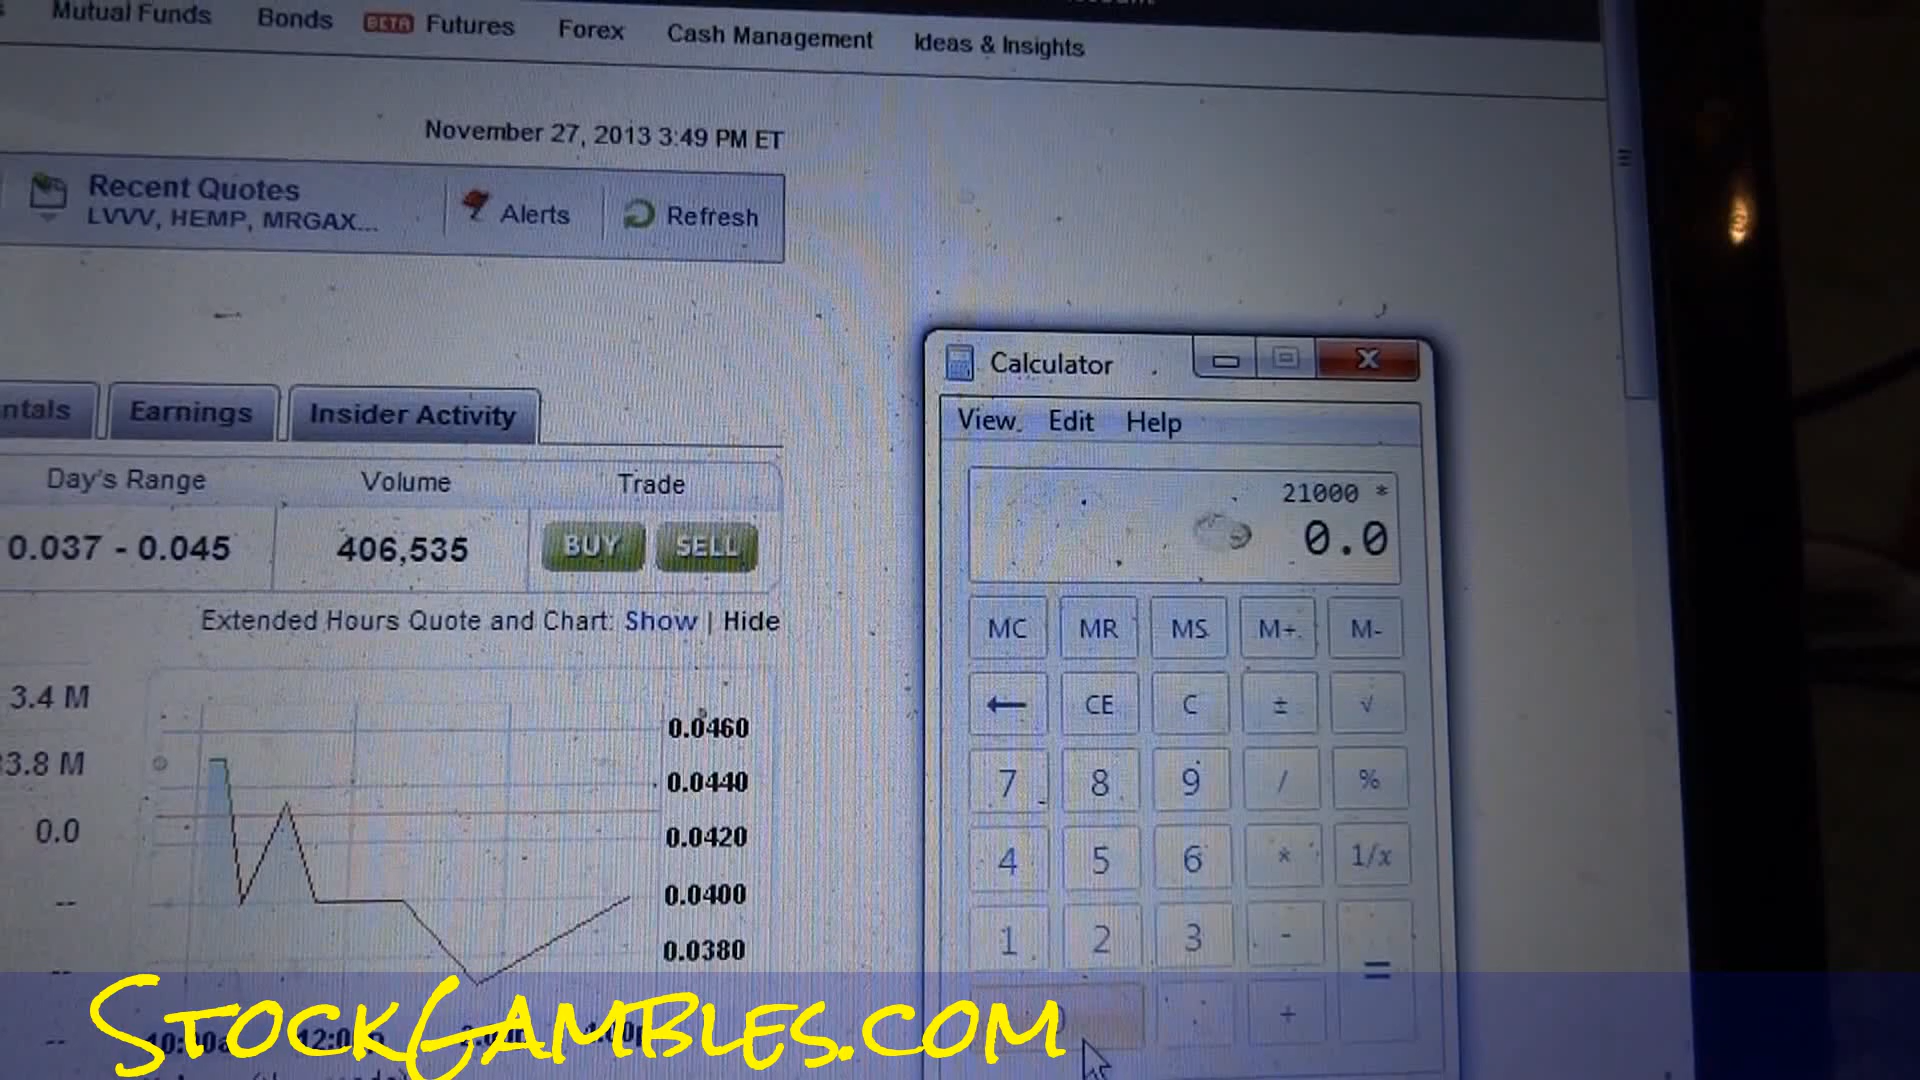 Mutual Funds Bonds BETA Futures Forex Cash Management Ideas & Insights
November 27, 2013 3:49 PM ET
Recent Quotes
LVVV, HEMP, MRGAX...
Alerts Refresh
Earnings Insider Activity
Day's Range Volume Trade
0.037 - 0.045 406,535 BUY SELL
Extended Hours Quote and Chart: Show | Hide
3.4 M
3.8 M
0.0
--
--
--
0.0460
0.0440
0.0420
0.0400
0.0380
Calculator
View Edit Help
21000 *
0.0
MC MR MS M+ M-
← CE C ± √
7 8 9 / %
4 5 6 * 1/x
1 2 3 - =
0 . +
StockGambles.com